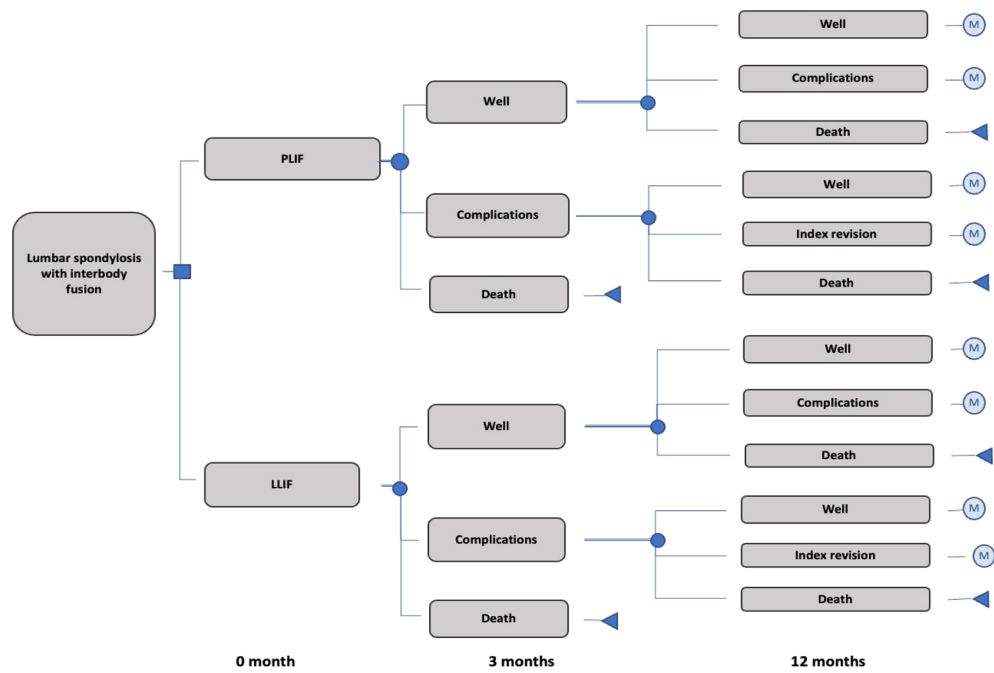 Lumbar spondylosis
with interbody
fusion
PLIF
Well
Well
M
Complications
M
Death
Complications
Well
M
Index revision
M
Death
Death
LLIF
Well
Well
M
Complications
M
Death
Complications
Well
M
Index revision
M
Death
Death
0 month
3 months
12 months